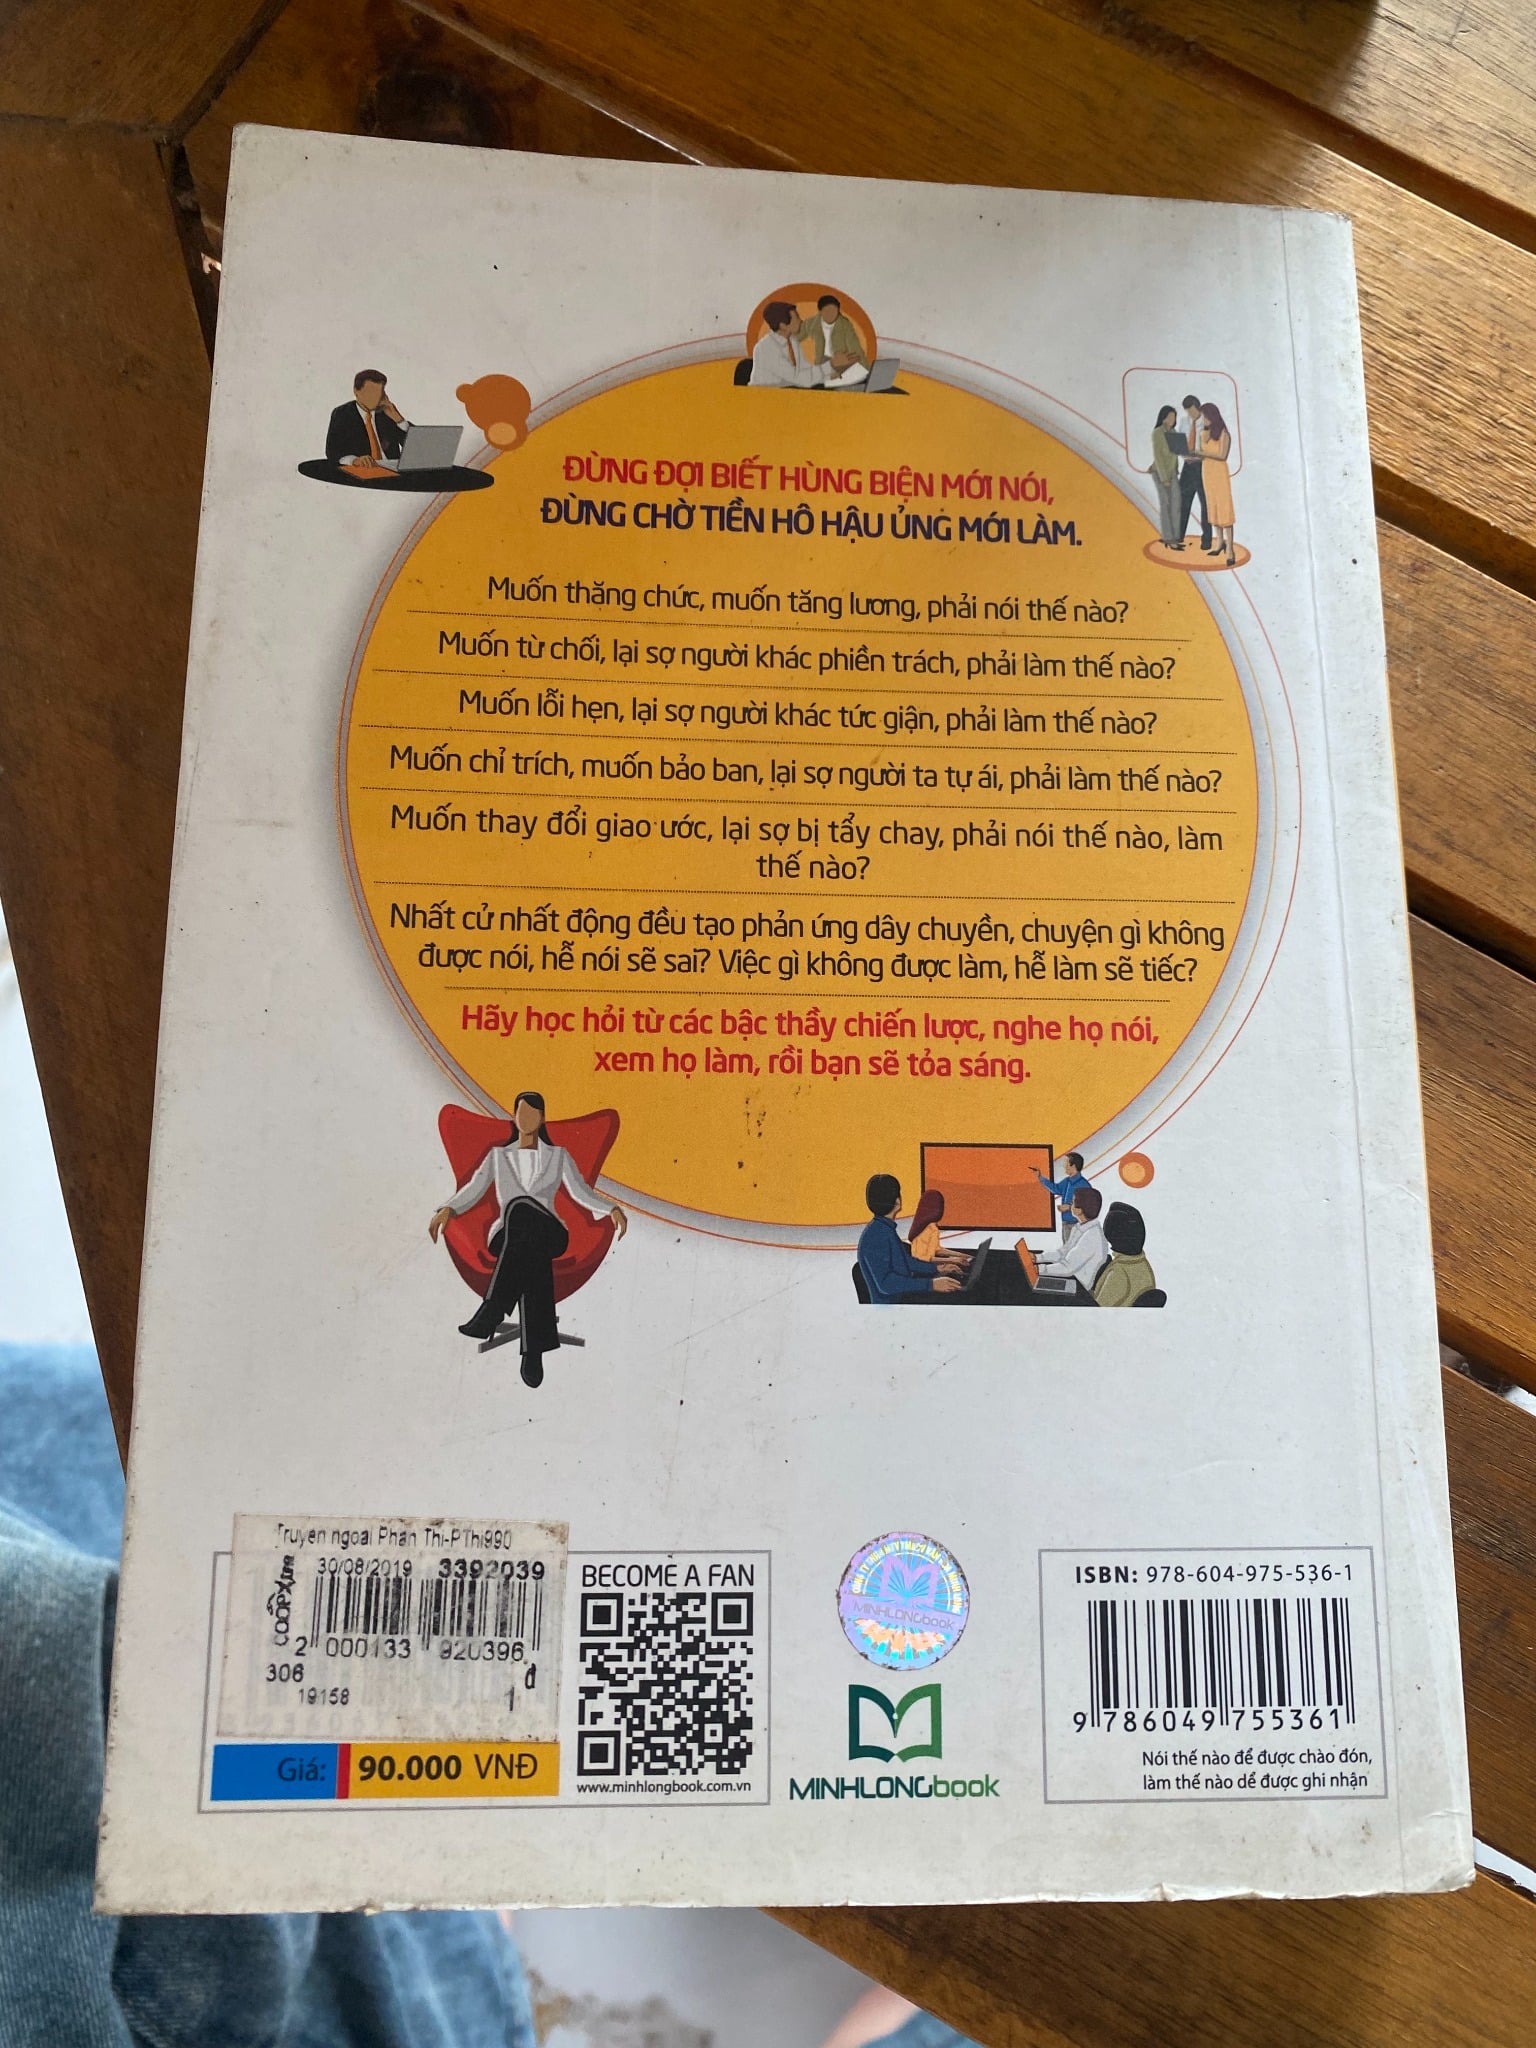 ĐỪNG ĐỢI BIẾT HÙNG BIỆN MỚI NÓI,
ĐỪNG CHỜ TIỀN HÔ HẬU ỦNG MỚI LÀM.
Muốn thăng chức, muốn tăng lương, phải nói thế nào?
Muốn từ chối, lại sợ người khác phiền trách, phải làm thế nào?
Muốn lỗi hẹn, lại sợ người khác tức giận, phải làm thế nào?
Muốn chỉ trích, muốn bảo ban, lại sợ người ta tự ái, phải làm thế nào?
Muốn thay đổi giao ước, lại sợ bị tẩy chay, phải nói thế nào, làm
thế nào?
Nhất cử nhất động đều tạo phản ứng dây chuyền, chuyện gì không
được nói, hễ nói sẽ sai? Việc gì không được làm, hễ làm sẽ tiếc?
Hãy học hỏi từ các bậc thầy chiến lược, nghe họ nói,
xem họ làm, rồi bạn sẽ tỏa sáng.
Truyen ngoai Phan Thi-PThi990
30/08/2019 3392039
2 000133 920396
306
19158
1 đ
Giá: 90.000 VNĐ
BECOME A FAN
www.minhlongbook.com.vn
MINHLONGbook
MINHLONGbook
ISBN: 978-604-975-536-1
9 786049 755361
Nói thế nào để được chào đón,
làm thế nào dể được ghi nhận